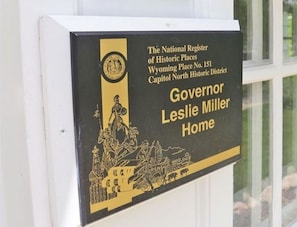 The National Register
of Historic Places
Wyoming Place No. 151
Capitol North Historic District
Governor
Leslie Miller
Home